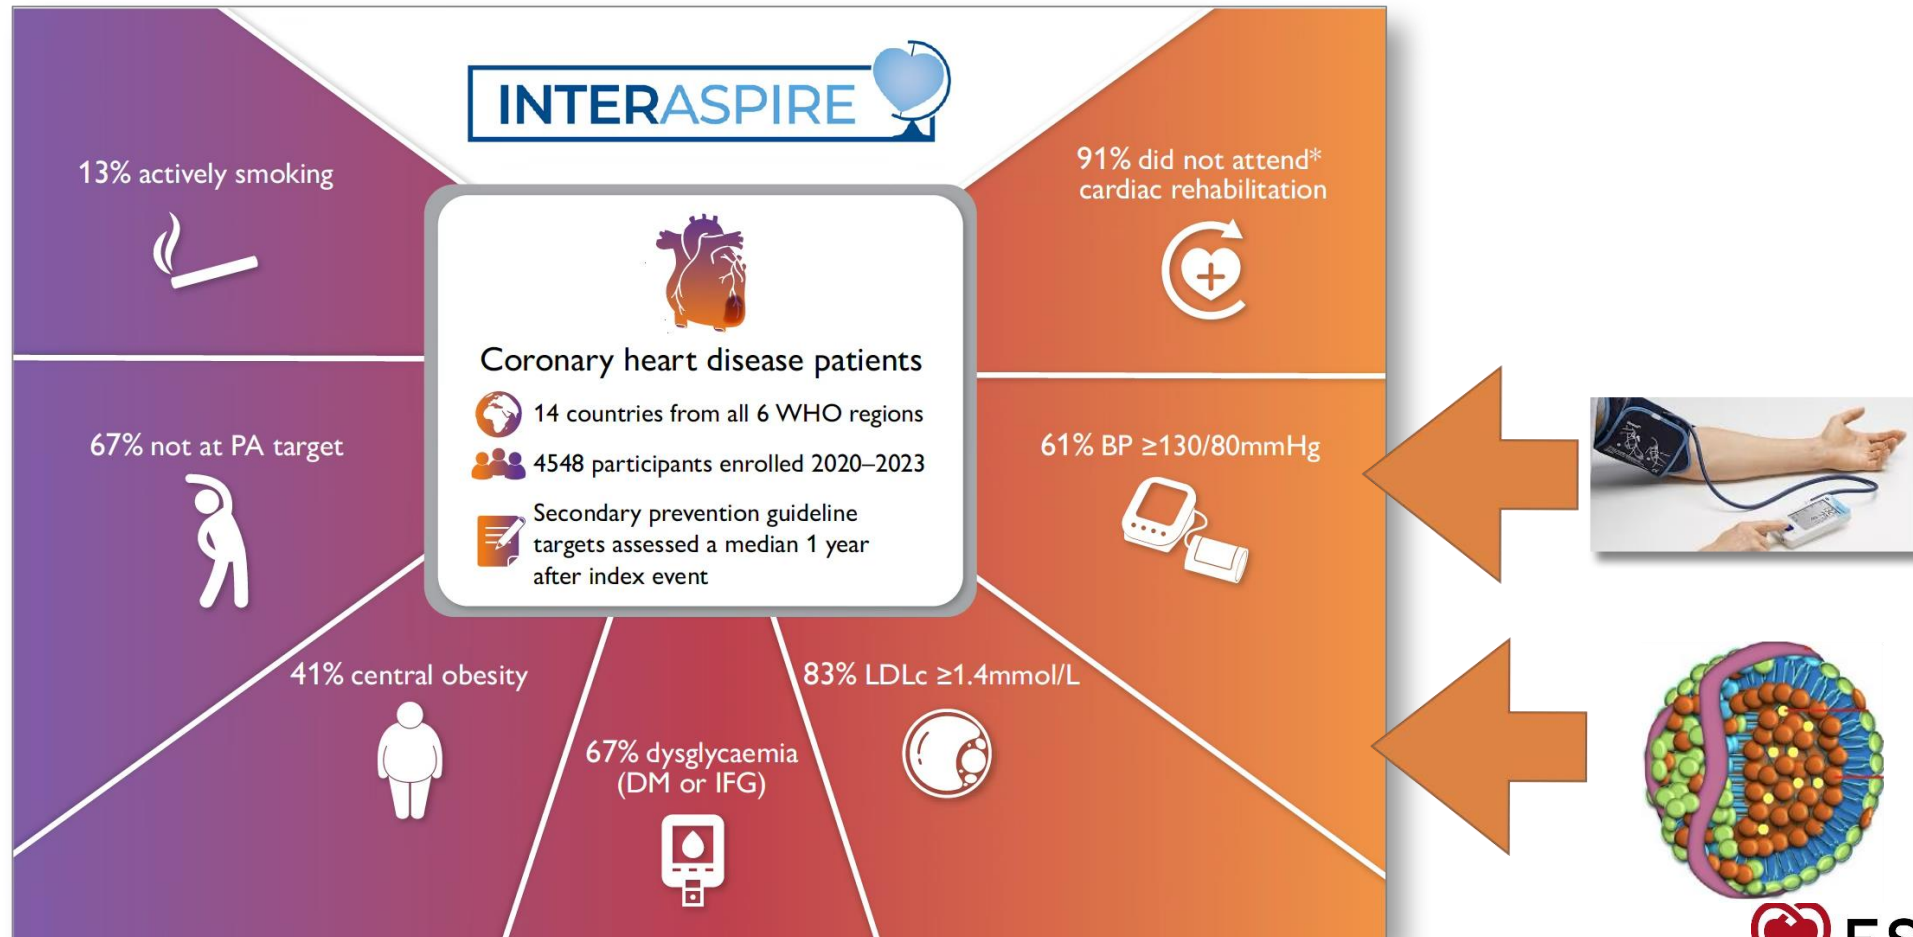 INTERASPIRE
13% actively smoking
91% did not attend*
cardiac rehabilitation
Coronary heart disease patients
14 countries from all 6 WHO regions
4548 participants enrolled 2020–2023
Secondary prevention guideline
targets assessed a median 1 year
after index event
67% not at PA target
61% BP ≥130/80mmHg
41% central obesity
67% dysglycaemia
(DM or IFG)
83% LDLc ≥1.4mmol/L
ES